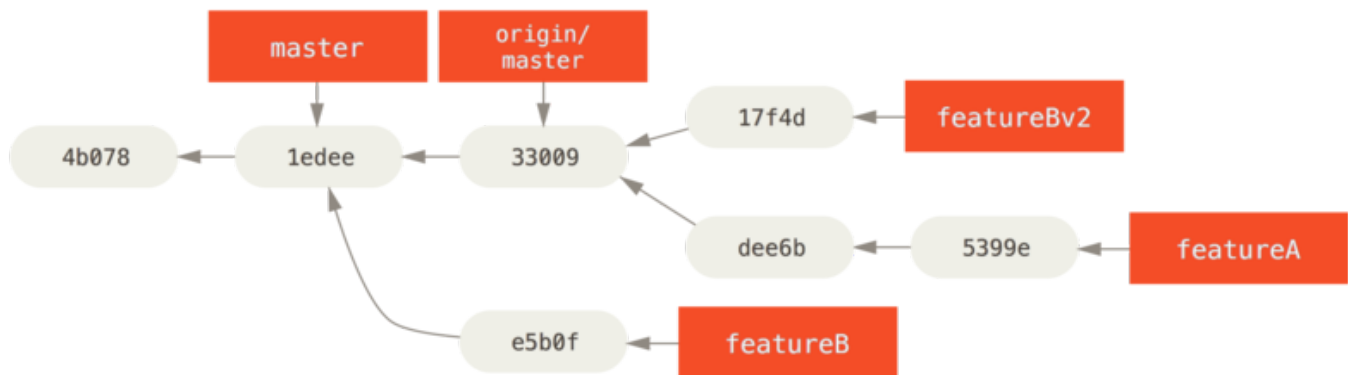 master
origin/
master
17f4d
featureBv2
4b078
1edee
33009
dee6b
5399e
featureA
e5b0f
featureB